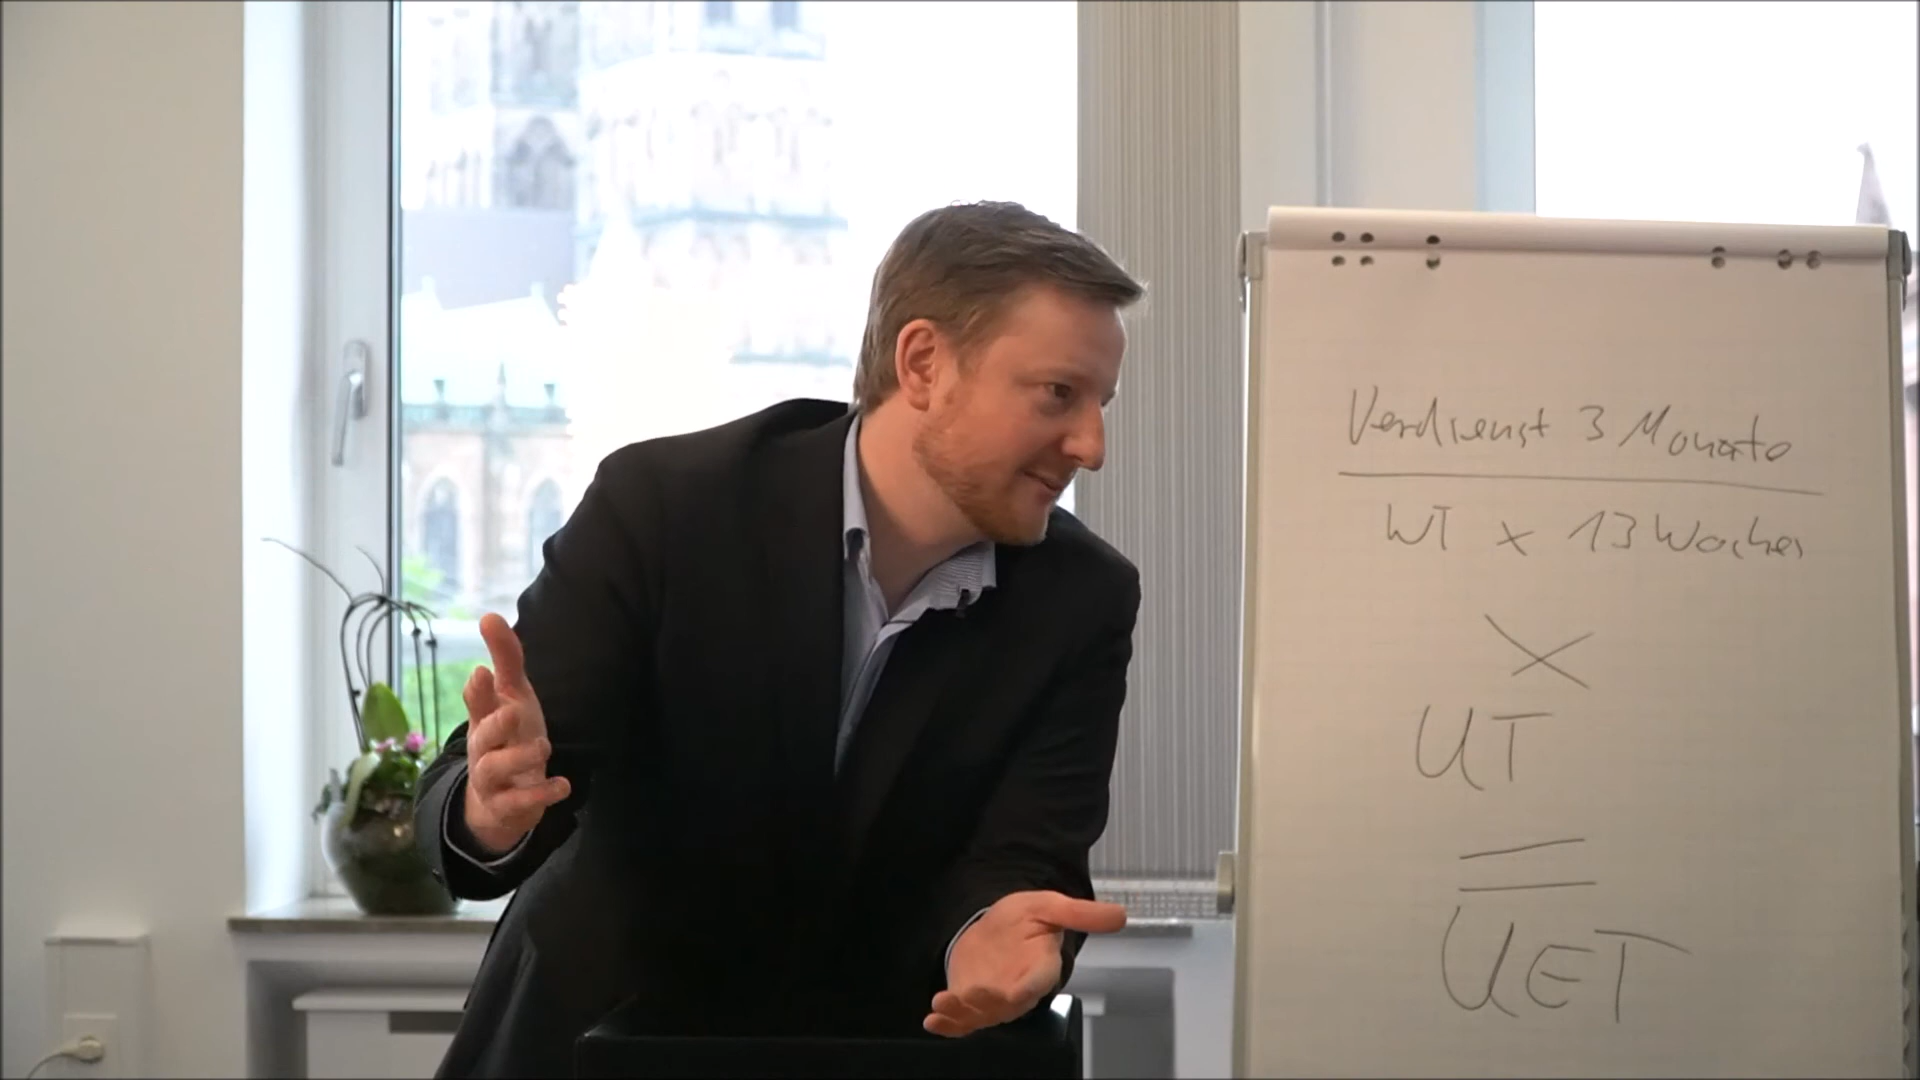 Verdienst 3 Monate
WT x 13 Wochen
X
UT
=
UET